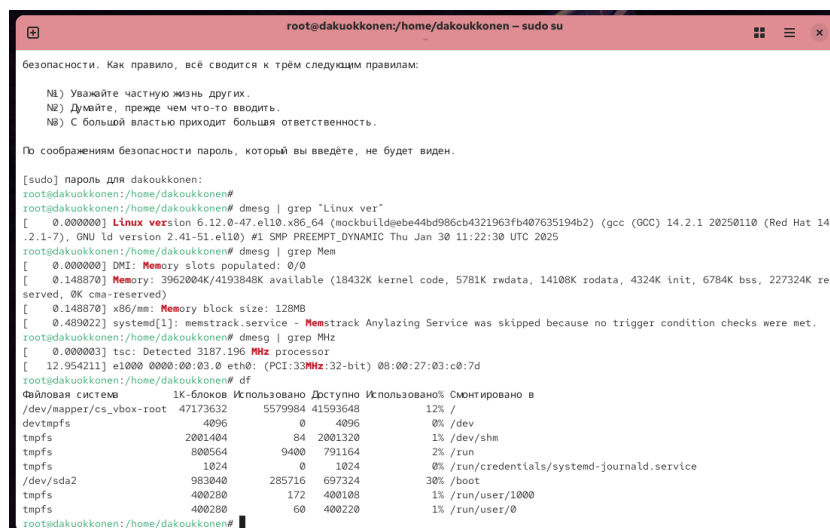 root@dakuokkonen:/home/dakoukkonen — sudo su
безопасности. Как правило, всё сводится к трём следующим правилам:
№1) Уважайте частную жизнь других.
№2) Думайте, прежде чем что-то вводить.
№3) С большой властью приходит большая ответственность.
По соображениям безопасности пароль, который вы введёте, не будет виден.
[sudo] пароль для dakoukkonen:
root@dakuokkonen:/home/dakoukkonen#
root@dakuokkonen:/home/dakoukkonen# dmesg | grep "Linux ver"
[    0.000000] Linux version 6.12.0-47.el10.x86_64 (mockbuild@ebe44bd986cb4321963fb407635194b2) (gcc (GCC) 14.2.1 20250110 (Red Hat 14
.2.1-7), GNU ld version 2.41-51.el10) #1 SMP PREEMPT_DYNAMIC Thu Jan 30 11:22:30 UTC 2025
root@dakuokkonen:/home/dakoukkonen# dmesg | grep Mem
[    0.000000] DMI: Memory slots populated: 0/0
[    0.148870] Memory: 3962004K/4193848K available (18432K kernel code, 5781K rwdata, 14108K rodata, 4324K init, 6784K bss, 227324K re
served, 0K cma-reserved)
[    0.148870] x86/mm: Memory block size: 128MB
[    0.489022] systemd[1]: memstrack.service - Memstrack Anylazing Service was skipped because no trigger condition checks were met.
root@dakuokkonen:/home/dakoukkonen# dmesg | grep MHz
[    0.000003] tsc: Detected 3187.196 MHz processor
[   12.954211] e1000 0000:00:03.0 eth0: (PCI:33MHz:32-bit) 08:00:27:03:c0:7d
root@dakuokkonen:/home/dakoukkonen# df
Файловая система 1K-блоков Использовано Доступно Использовано% Смонтировано в
/dev/mapper/cs_vbox-root 47173632 5579984 41593648 12% /
devtmpfs 4096 0 4096 0% /dev
tmpfs 2001404 84 2001320 1% /dev/shm
tmpfs 800564 9400 791164 2% /run
tmpfs 1024 0 1024 0% /run/credentials/systemd-journald.service
/dev/sda2 983040 285716 697324 30% /boot
tmpfs 400280 172 400108 1% /run/user/1000
tmpfs 400280 60 400220 1% /run/user/0
root@dakuokkonen:/home/dakoukkonen#